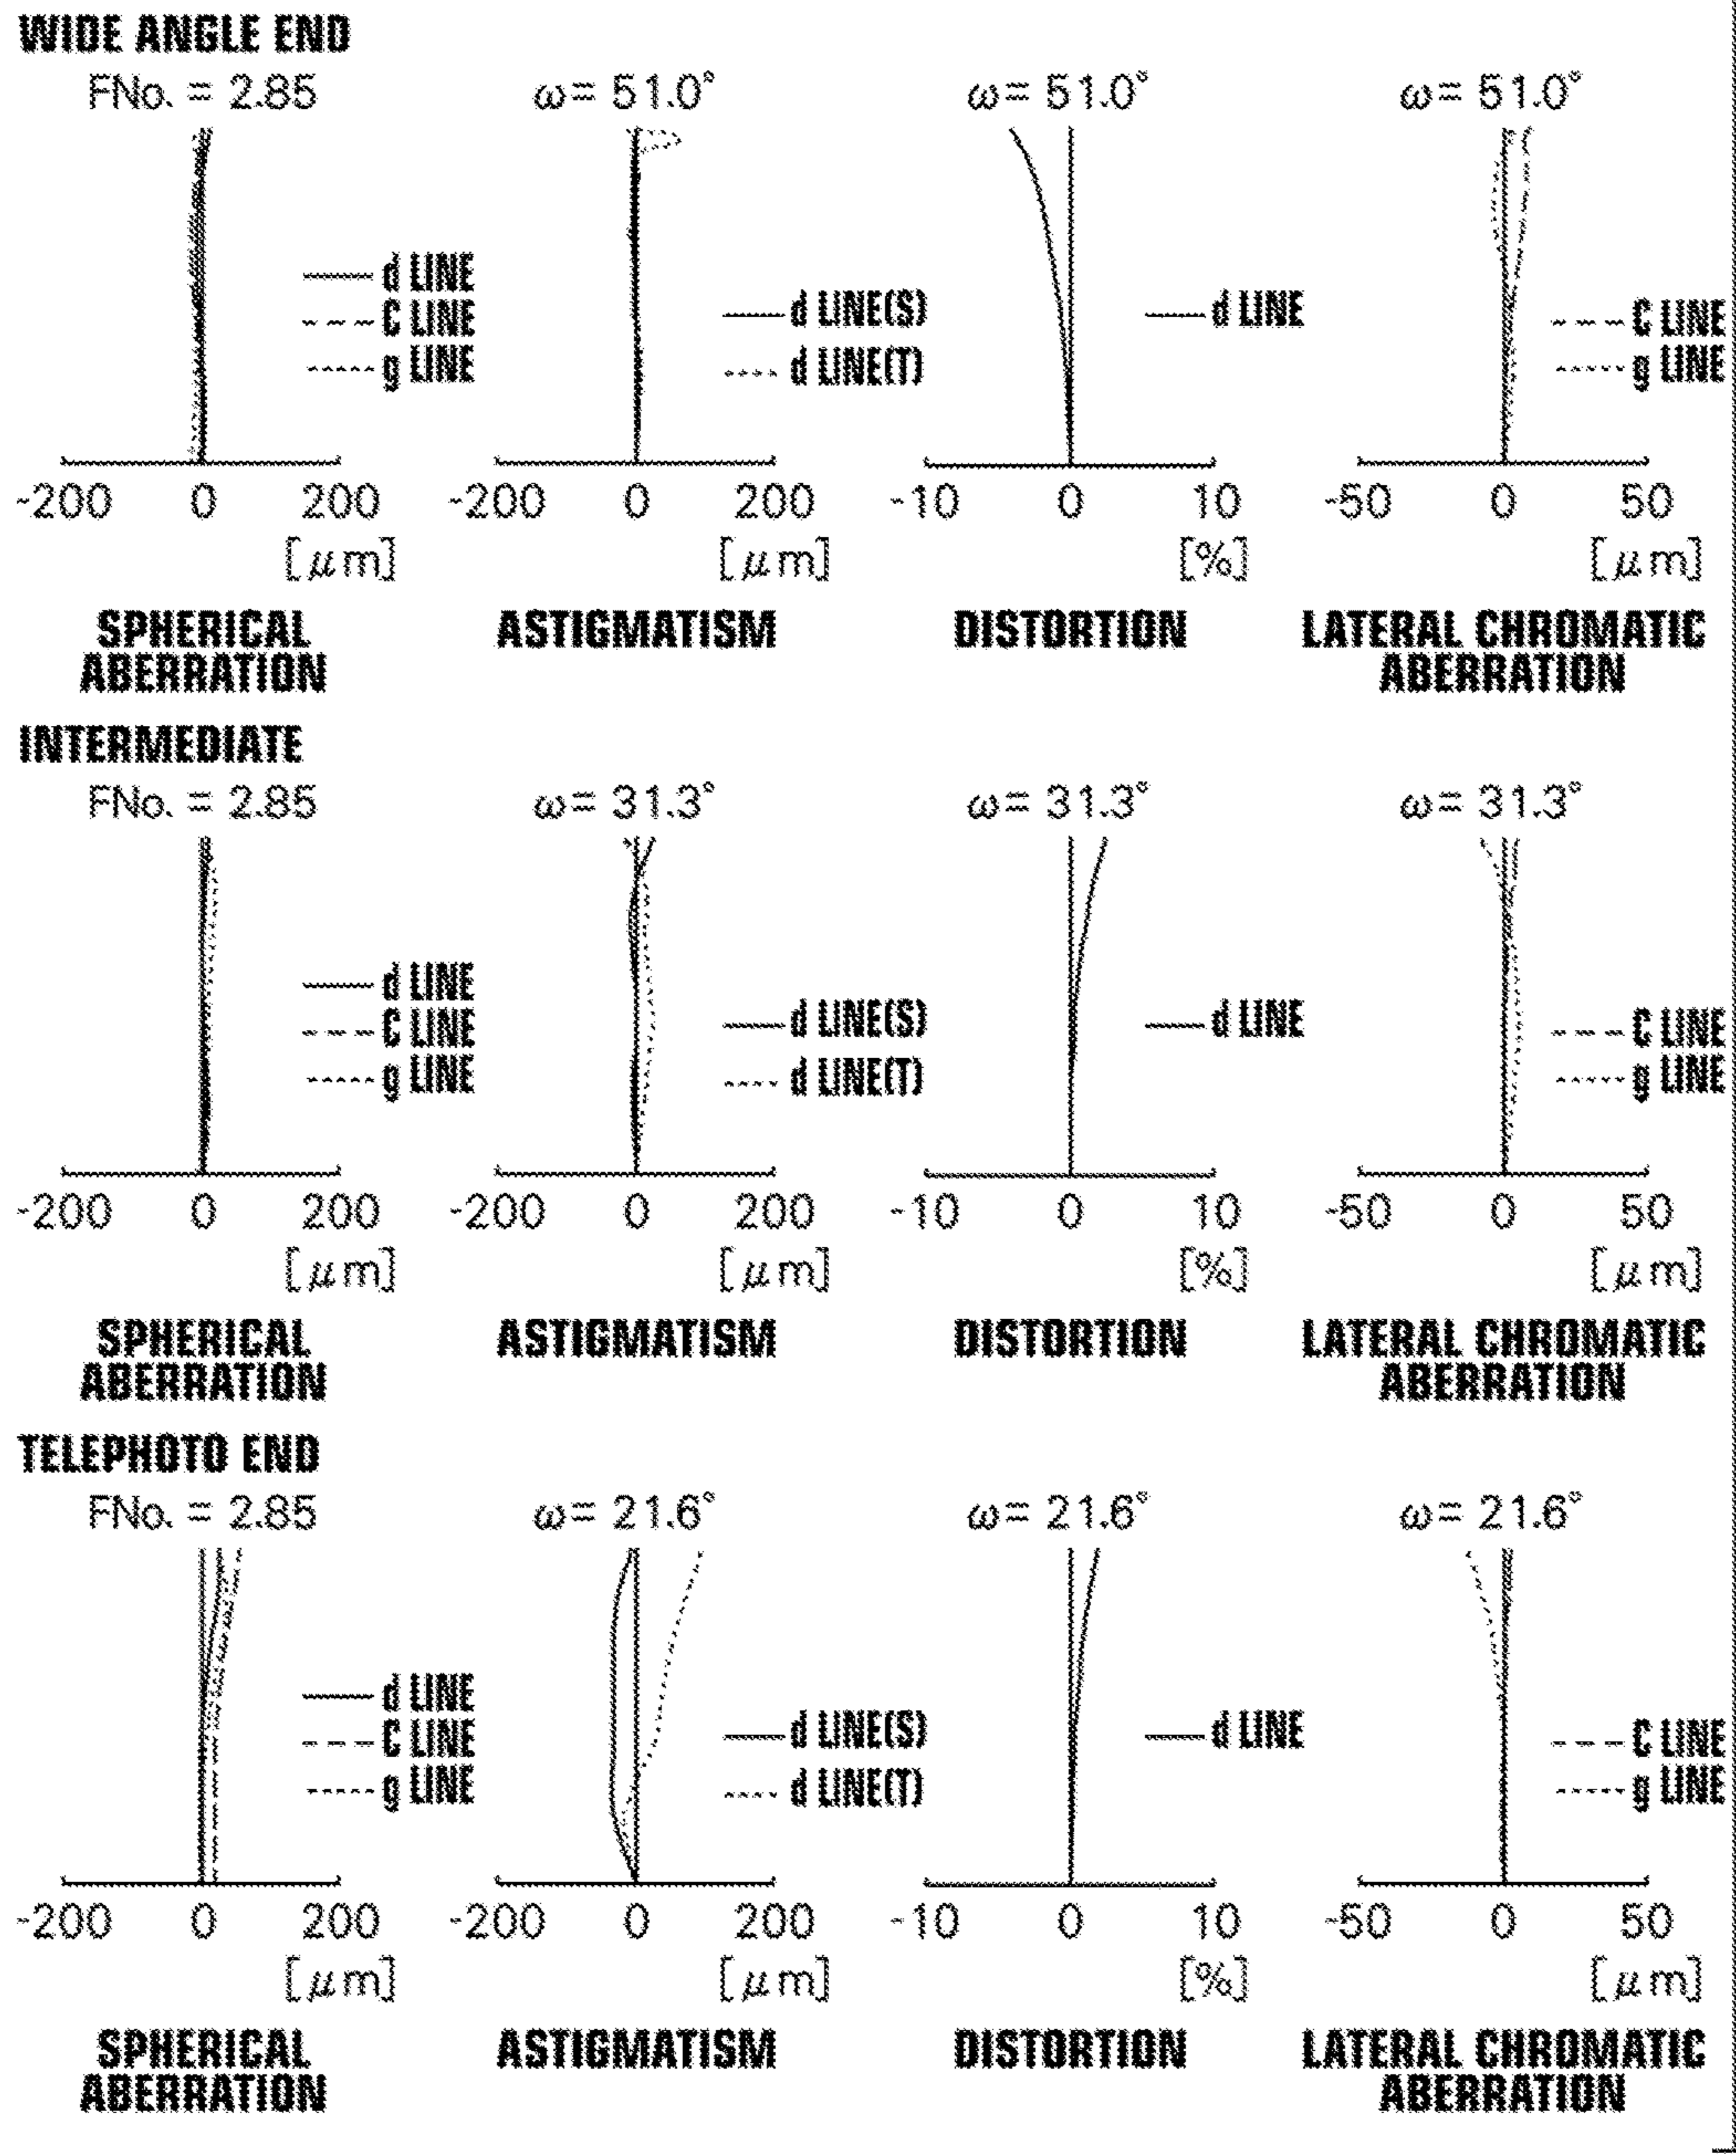 WIDE ANGLE END
FNo. = 2.85
ω= 51.0°
ω= 51.0°
ω= 51.0°
d LINE
C LINE
g LINE
d LINE(S)
d LINE(T)
d LINE
C LINE
g LINE
-200 0 200
-200 0 200
-10 0 10
-50 0 50
[μm]
[μm]
[%]
[μm]
SPHERICAL
ABERRATION
ASTIGMATISM
DISTORTION
LATERAL CHROMATIC
ABERRATION
INTERMEDIATE
FNo. = 2.85
ω= 31.3°
ω= 31.3°
ω= 31.3°
d LINE
C LINE
g LINE
d LINE(S)
d LINE(T)
d LINE
C LINE
g LINE
-200 0 200
-200 0 200
-10 0 10
-50 0 50
[μm]
[μm]
[%]
[μm]
SPHERICAL
ABERRATION
ASTIGMATISM
DISTORTION
LATERAL CHROMATIC
ABERRATION
TELEPHOTO END
FNo. = 2.85
ω= 21.6°
ω= 21.6°
ω= 21.6°
d LINE
C LINE
g LINE
d LINE(S)
d LINE(T)
d LINE
C LINE
g LINE
-200 0 200
-200 0 200
-10 0 10
-50 0 50
[μm]
[μm]
[%]
[μm]
SPHERICAL
ABERRATION
ASTIGMATISM
DISTORTION
LATERAL CHROMATIC
ABERRATION